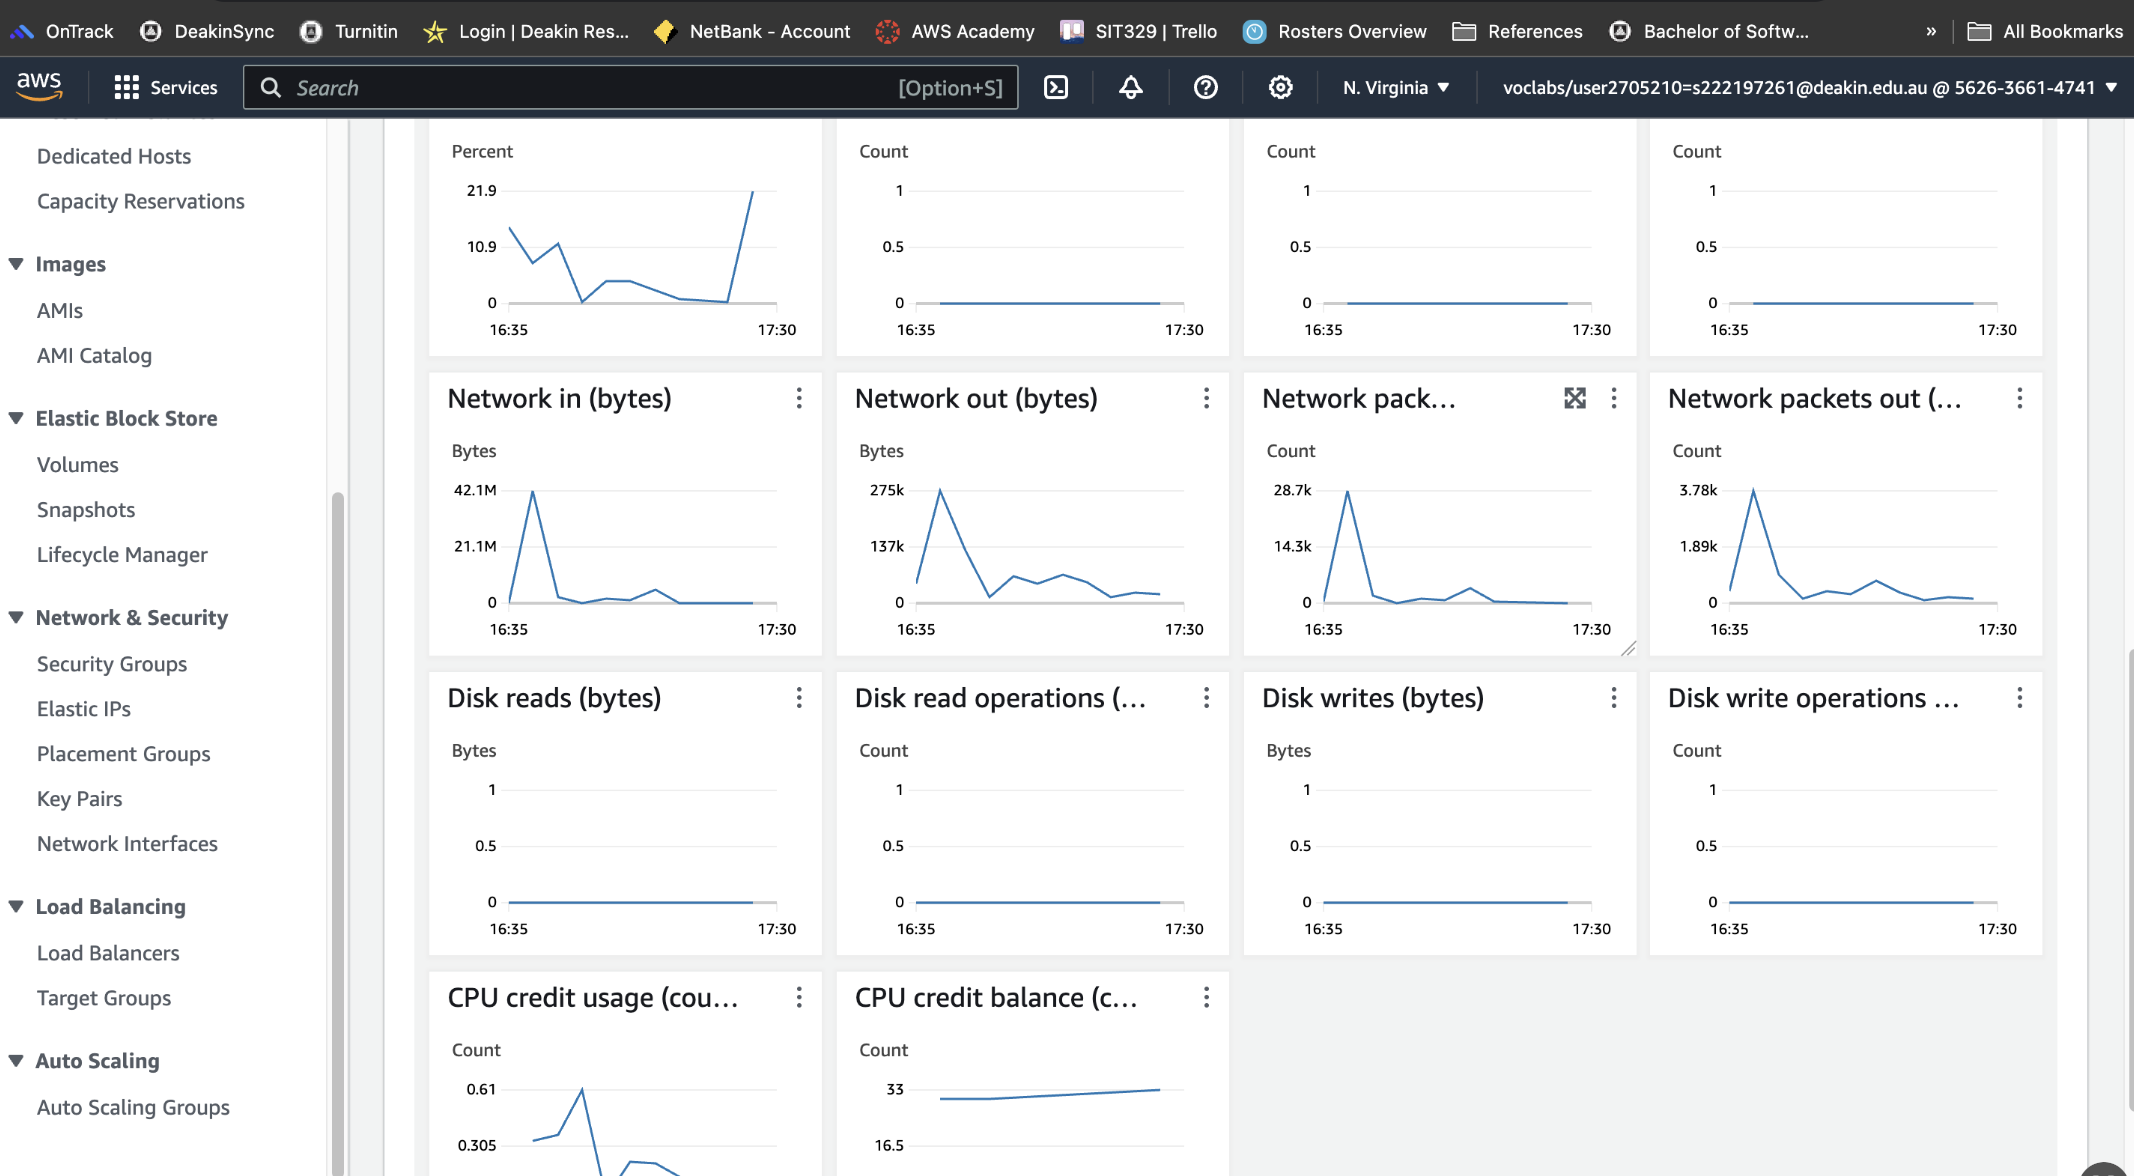 OnTrack DeakinSync Turnitin Login | Deakin Res... NetBank - Account AWS Academy SIT329 | Trello Rosters Overview References Bachelor of Softw... » All Bookmarks
aws Services Search [Option+S] N. Virginia voclabs/user2705210=s222197261@deakin.edu.au @ 5626-3661-4741
Dedicated Hosts
Capacity Reservations
Images
AMIs
AMI Catalog
Elastic Block Store
Volumes
Snapshots
Lifecycle Manager
Network & Security
Security Groups
Elastic IPs
Placement Groups
Key Pairs
Network Interfaces
Load Balancing
Load Balancers
Target Groups
Auto Scaling
Auto Scaling Groups
Percent
21.9
10.9
0
16:35 17:30
Count
1
0.5
0
16:35 17:30
Count
1
0.5
0
16:35 17:30
Count
1
0.5
0
16:35 17:30
Network in (bytes)
Bytes
42.1M
21.1M
0
16:35 17:30
Network out (bytes)
Bytes
275k
137k
0
16:35 17:30
Network pack...
Count
28.7k
14.3k
0
16:35 17:30
Network packets out (...
Count
3.78k
1.89k
0
16:35 17:30
Disk reads (bytes)
Bytes
1
0.5
0
16:35 17:30
Disk read operations (...
Count
1
0.5
0
16:35 17:30
Disk writes (bytes)
Bytes
1
0.5
0
16:35 17:30
Disk write operations ...
Count
1
0.5
0
16:35 17:30
CPU credit usage (cou...
Count
0.61
0.305
CPU credit balance (c...
Count
33
16.5